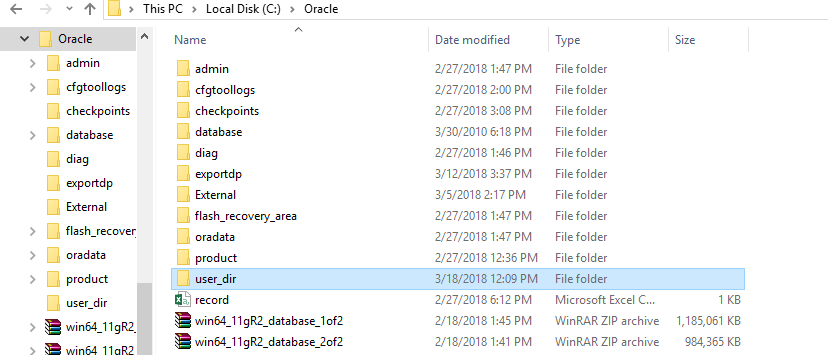 This PC > Local Disk (C:) > Oracle
Oracle
admin
cfgtoollogs
checkpoints
database
diag
exportdp
External
flash_recovery
oradata
product
user_dir
win64_11gR2
win64_11gR2
Name Date modified Type Size
admin 2/27/2018 1:47 PM File folder
cfgtoollogs 2/27/2018 2:00 PM File folder
checkpoints 2/27/2018 3:08 PM File folder
database 3/30/2010 6:18 PM File folder
diag 2/27/2018 1:46 PM File folder
exportdp 3/12/2018 3:37 PM File folder
External 3/5/2018 2:17 PM File folder
flash_recovery_area 2/27/2018 1:47 PM File folder
oradata 2/27/2018 1:47 PM File folder
product 2/27/2018 12:36 PM File folder
user_dir 3/18/2018 12:09 PM File folder
record 2/27/2018 6:12 PM Microsoft Excel C... 1 KB
win64_11gR2_database_1of2 2/18/2018 1:45 PM WinRAR ZIP archive 1,185,061 KB
win64_11gR2_database_2of2 2/18/2018 1:41 PM WinRAR ZIP archive 984,365 KB